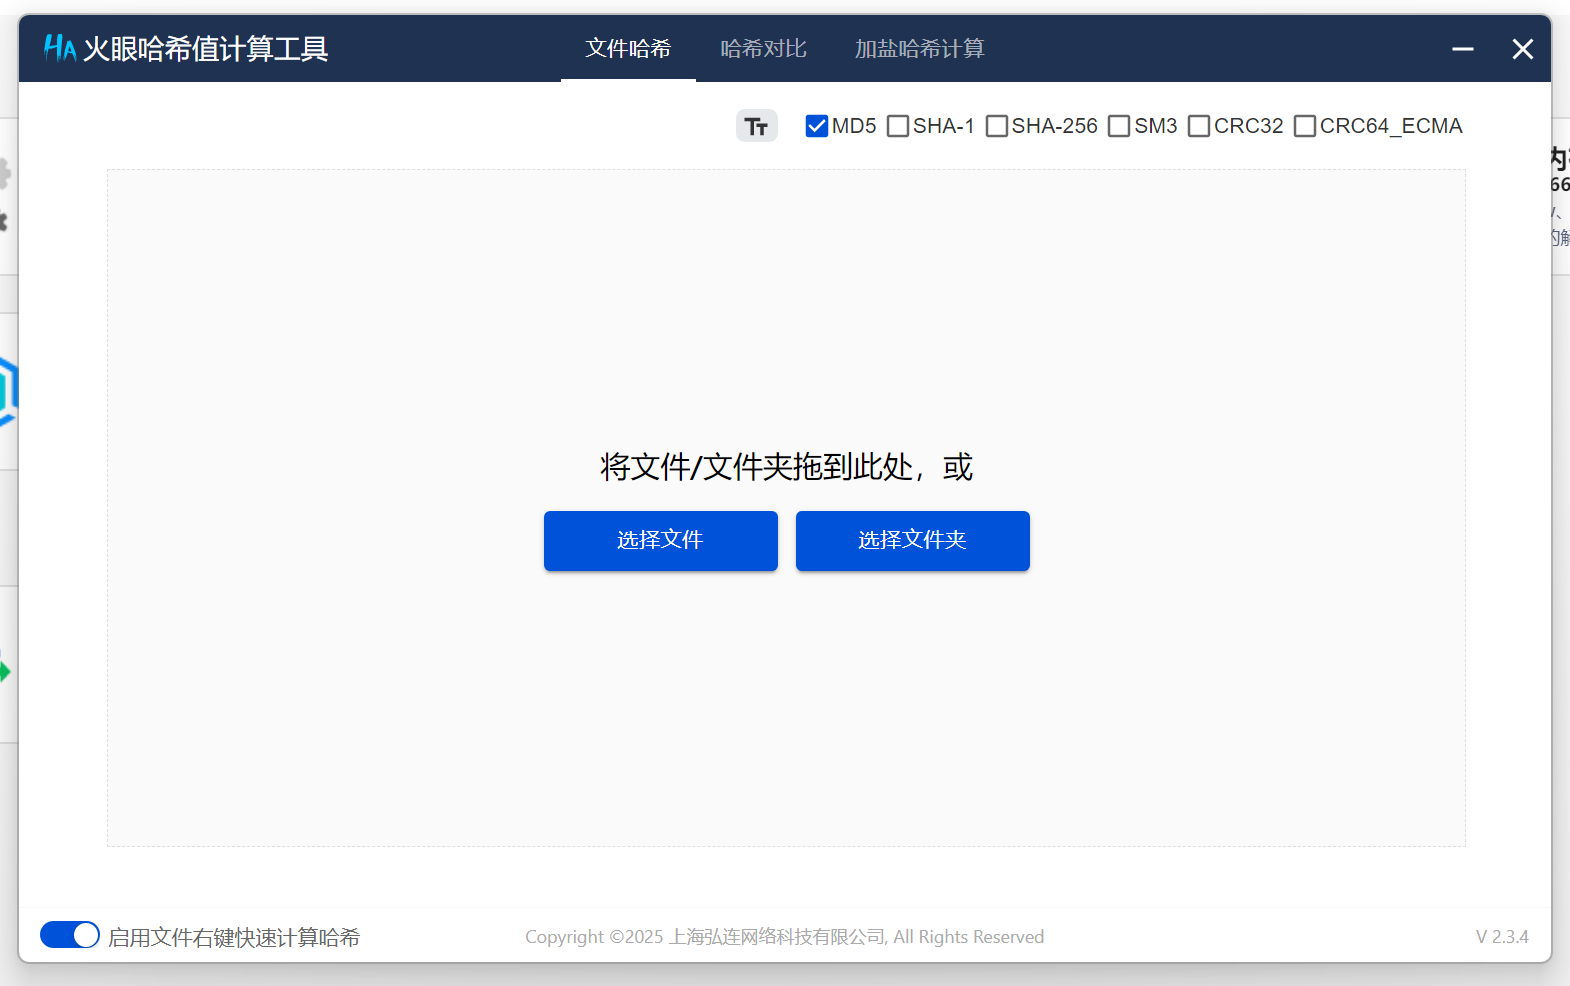 HA 火眼哈希值计算工具
文件哈希 哈希对比 加盐哈希计算
Tт MD5 SHA-1 SHA-256 SM3 CRC32 CRC64_ECMA
将文件/文件夹拖到此处，或
选择文件 选择文件夹
启用文件右键快速计算哈希
Copyright ©2025 上海弘连网络科技有限公司, All Rights Reserved
V 2.3.4